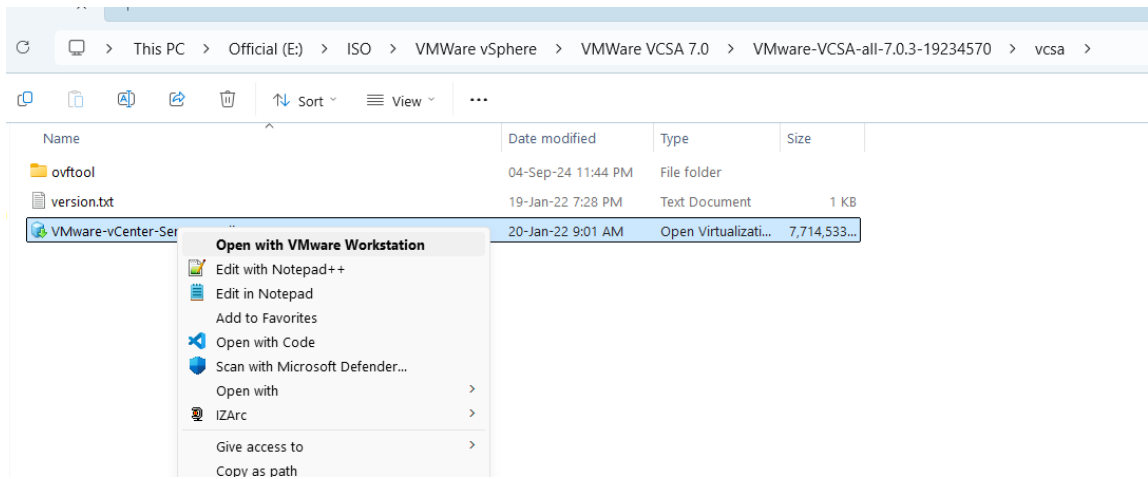 This PC > Official (E:) > ISO > VMWare vSphere > VMWare VCSA 7.0 > VMware-VCSA-all-7.0.3-19234570 > vcsa >
Sort View ...
Name Date modified Type Size
ovftool 04-Sep-24 11:44 PM File folder
version.txt 19-Jan-22 7:28 PM Text Document 1 KB
VMware-vCenter-Ser 20-Jan-22 9:01 AM Open Virtualizati... 7,714,533...
Open with VMware Workstation
Edit with Notepad++
Edit in Notepad
Add to Favorites
Open with Code
Scan with Microsoft Defender...
Open with >
IZArc >
Give access to >
Copy as path